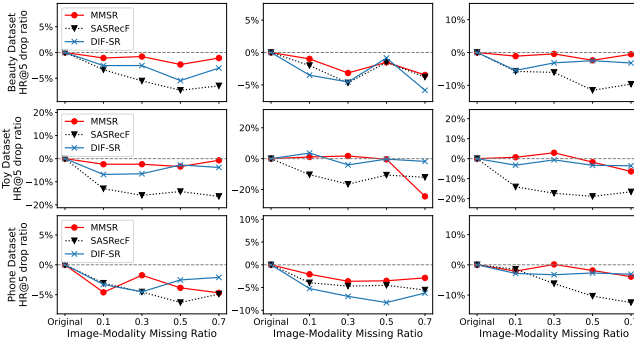 Beauty Dataset
HR@5 drop ratio
5%
0%
−5%
MMSR
SASRecF
DIF-SR
5%
0%
−5%
10%
0%
−10%
Toy Dataset
HR@5 drop ratio
20%
10%
0%
−10%
−20%
MMSR
SASRecF
DIF-SR
20%
0%
−20%
20%
10%
0%
−10%
−20%
Phone Dataset
HR@5 drop ratio
5%
0%
−5%
MMSR
SASRecF
DIF-SR
10%
5%
0%
−5%
−10%
10%
0%
−10%
Original 0.1 0.3 0.5 0.7
Image-Modality Missing Ratio
Original 0.1 0.3 0.5 0.7
Image-Modality Missing Ratio
Original 0.1 0.3 0.5 0.7
Image-Modality Missing Ratio